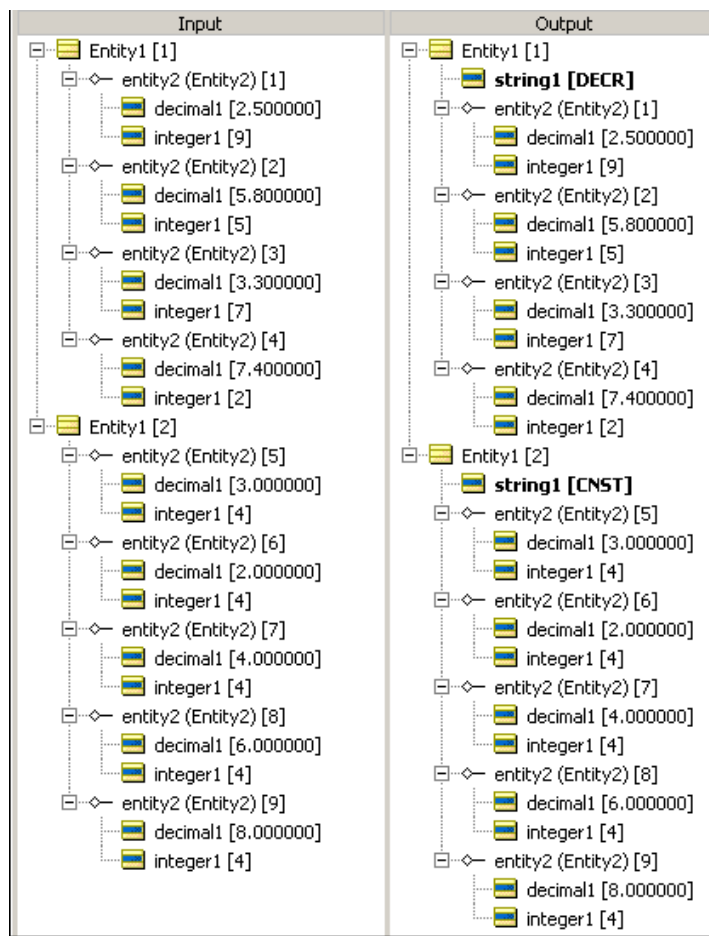 Input
Entity1 [1]
entity2 (Entity2) [1]
decimal1 [2.500000]
integer1 [9]
entity2 (Entity2) [2]
decimal1 [5.800000]
integer1 [5]
entity2 (Entity2) [3]
decimal1 [3.300000]
integer1 [7]
entity2 (Entity2) [4]
decimal1 [7.400000]
integer1 [2]
Entity1 [2]
entity2 (Entity2) [5]
decimal1 [3.000000]
integer1 [4]
entity2 (Entity2) [6]
decimal1 [2.000000]
integer1 [4]
entity2 (Entity2) [7]
decimal1 [4.000000]
integer1 [4]
entity2 (Entity2) [8]
decimal1 [6.000000]
integer1 [4]
entity2 (Entity2) [9]
decimal1 [8.000000]
integer1 [4]
Output
Entity1 [1]
string1 [DECR]
entity2 (Entity2) [1]
decimal1 [2.500000]
integer1 [9]
entity2 (Entity2) [2]
decimal1 [5.800000]
integer1 [5]
entity2 (Entity2) [3]
decimal1 [3.300000]
integer1 [7]
entity2 (Entity2) [4]
decimal1 [7.400000]
integer1 [2]
Entity1 [2]
string1 [CNST]
entity2 (Entity2) [5]
decimal1 [3.000000]
integer1 [4]
entity2 (Entity2) [6]
decimal1 [2.000000]
integer1 [4]
entity2 (Entity2) [7]
decimal1 [4.000000]
integer1 [4]
entity2 (Entity2) [8]
decimal1 [6.000000]
integer1 [4]
entity2 (Entity2) [9]
decimal1 [8.000000]
integer1 [4]